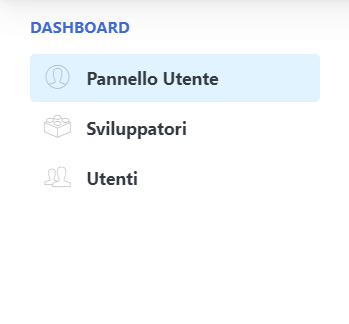 DASHBOARD
Pannello Utente
Sviluppatori
Utenti